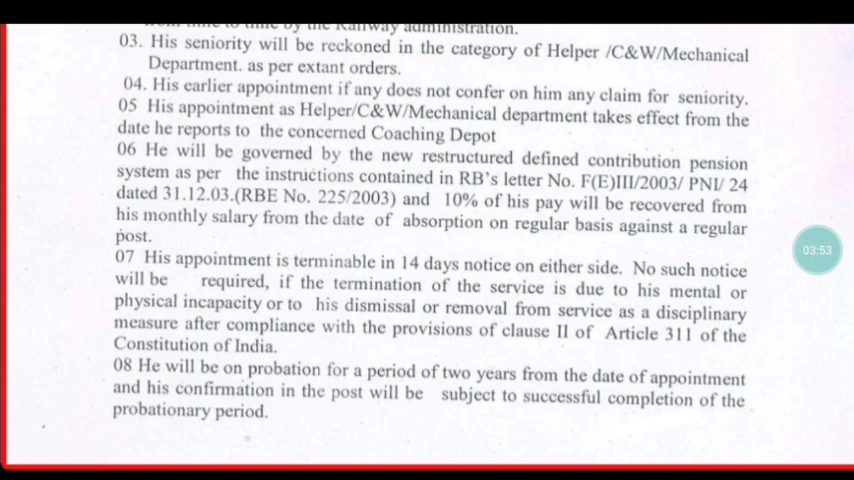 from time to time by the Railway administration.
03. His seniority will be reckoned in the category of Helper /C&W/Mechanical
Department. as per extant orders.
04. His earlier appointment if any does not confer on him any claim for seniority.
05 His appointment as Helper/C&W/Mechanical department takes effect from the
date he reports to the concerned Coaching Depot
06 He will be governed by the new restructured defined contribution pension
system as per the instructions contained in RB's letter No. F(E)III/2003/ PNI/ 24
dated 31.12.03.(RBE No. 225/2003) and 10% of his pay will be recovered from
his monthly salary from the date of absorption on regular basis against a regular
post.
07 His appointment is terminable in 14 days notice on either side. No such notice
will be required, if the termination of the service is due to his mental or
physical incapacity or to his dismissal or removal from service as a disciplinary
measure after compliance with the provisions of clause II of Article 311 of the
Constitution of India.
08 He will be on probation for a period of two years from the date of appointment
and his confirmation in the post will be subject to successful completion of the
probationary period.
03:53